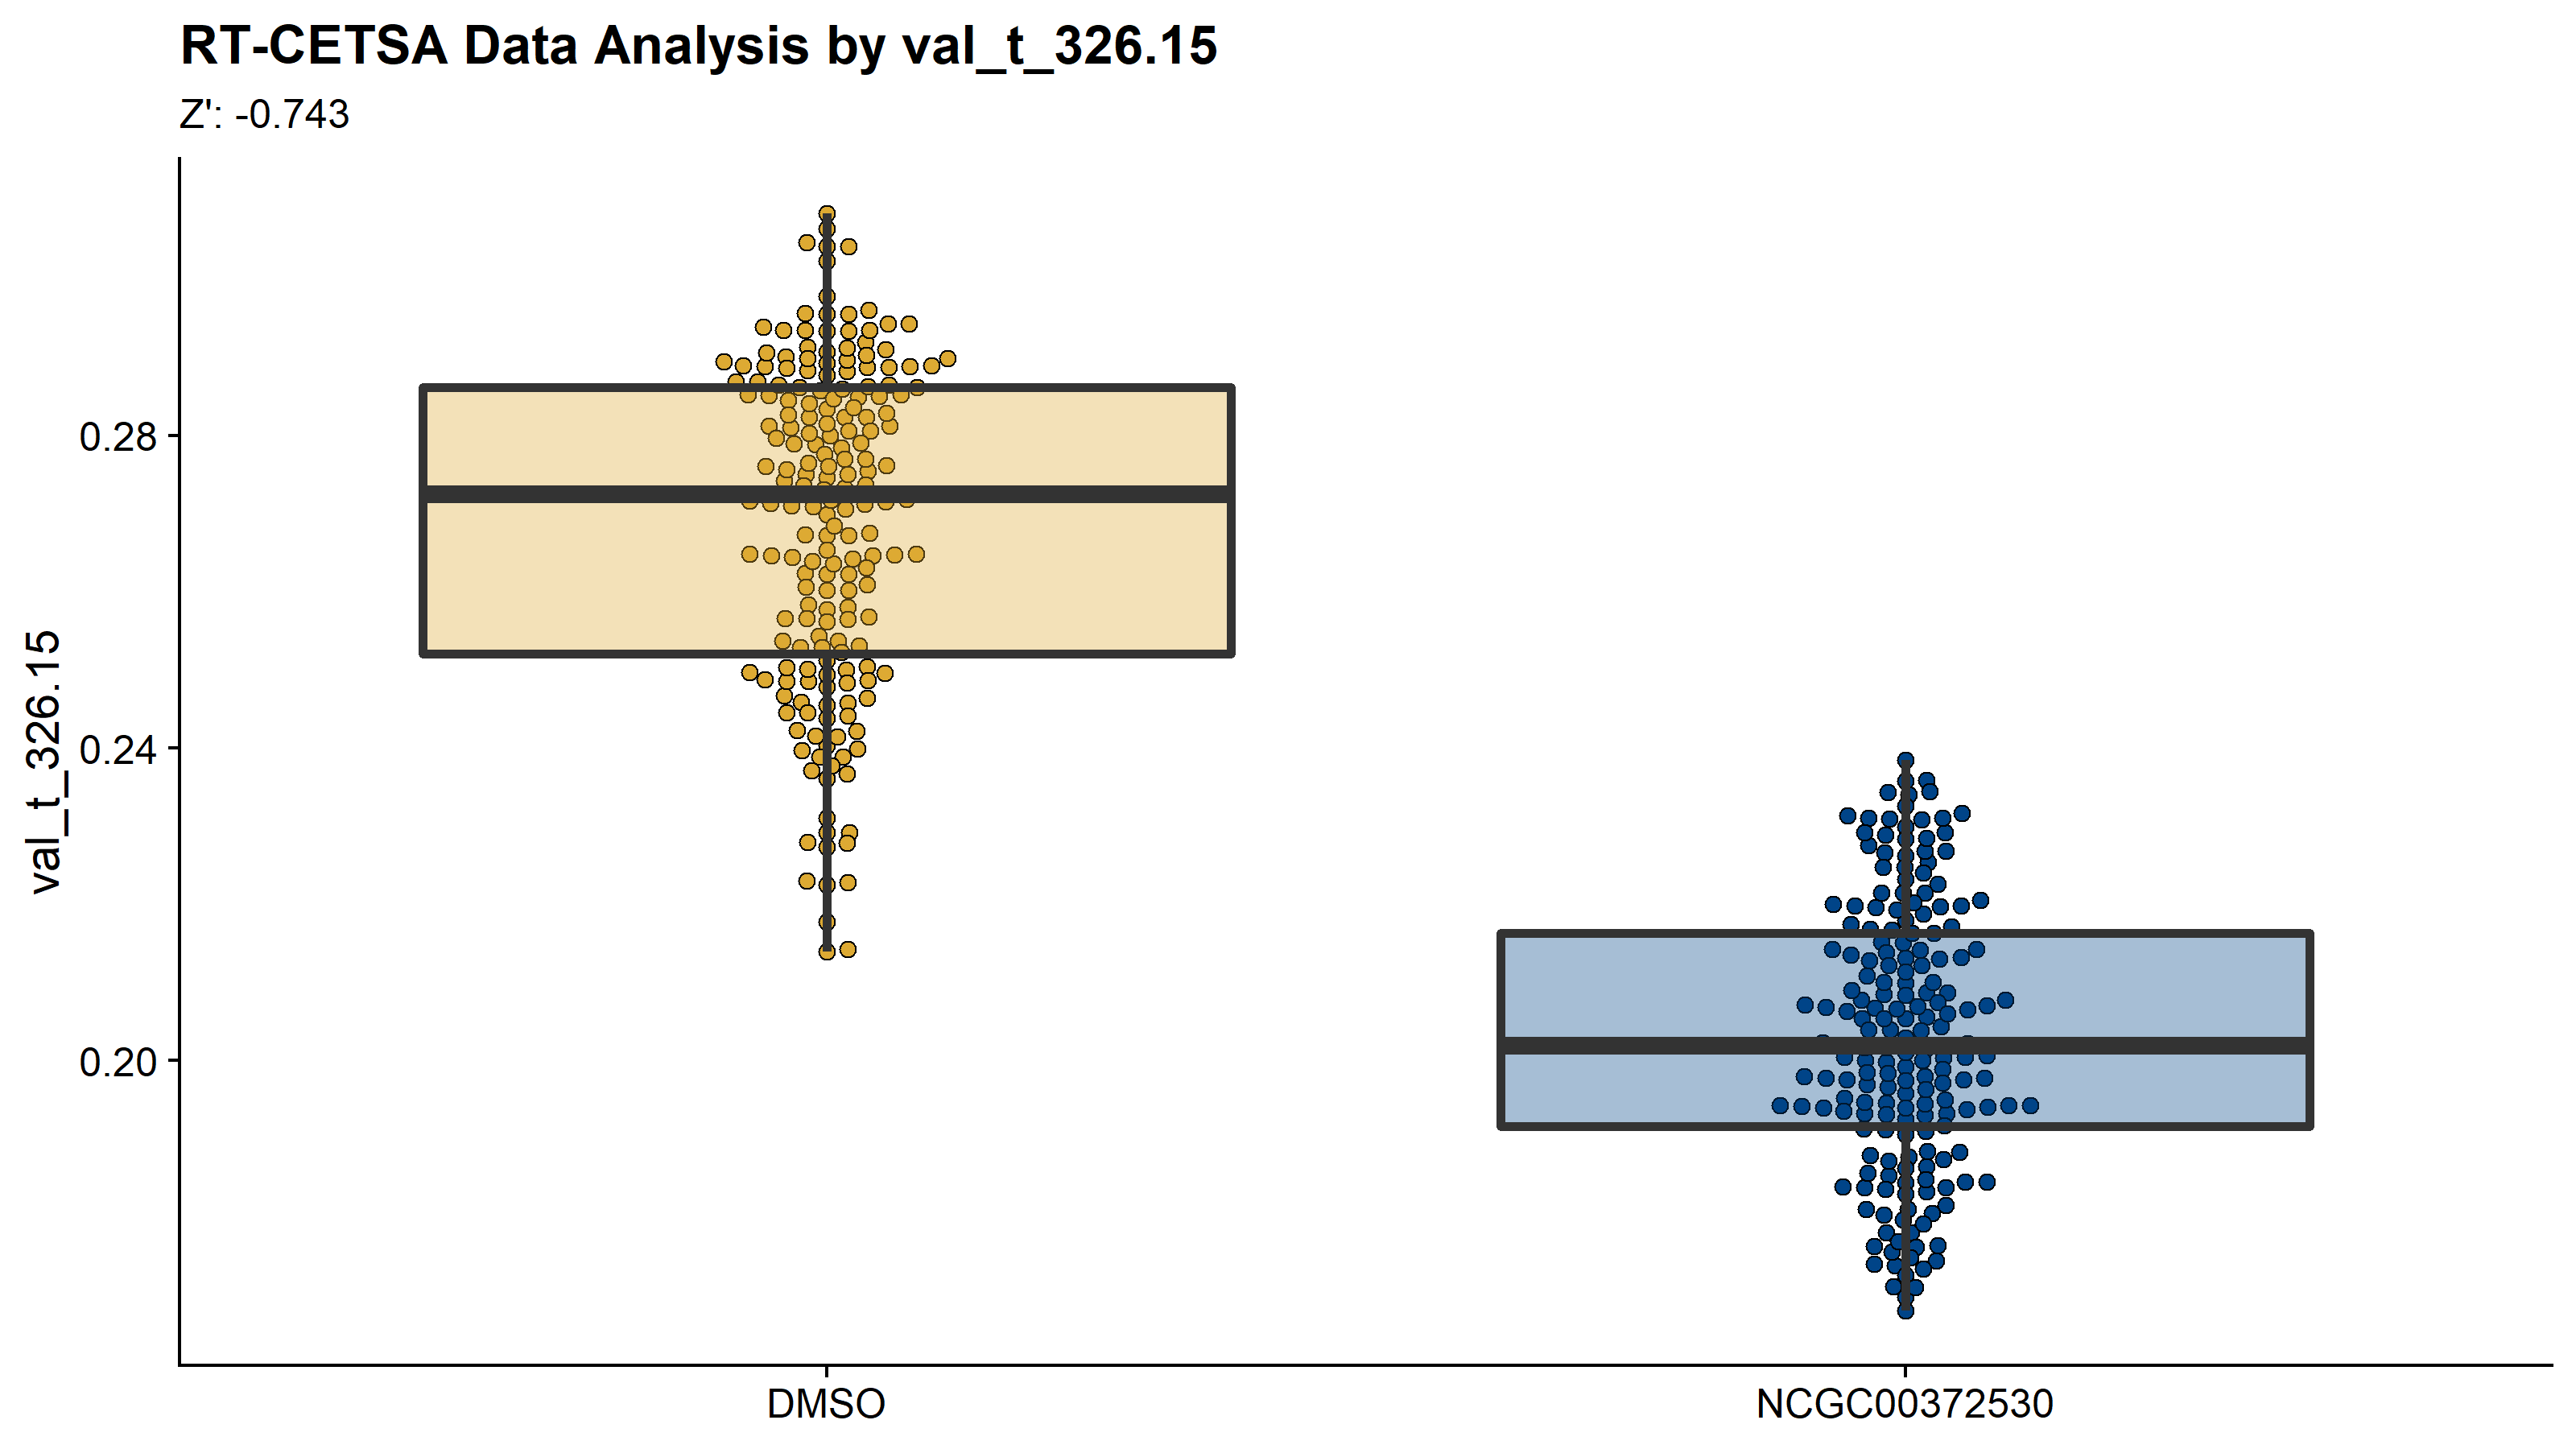 RT-CETSA Data Analysis by val_t_326.15
Z': -0.743
val_t_326.15
0.28
0.24
0.20
DMSO
NCGC00372530